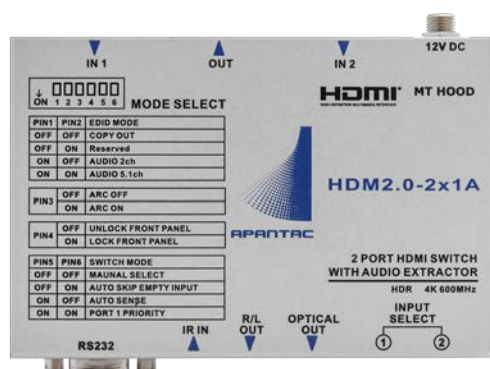 12V DC
IN 1
OUT
IN 2
ON 1 2 3 4 5 6
MODE SELECT
HDMI
HIGH-DEFINITION MULTIMEDIA INTERFACE
MT HOOD
PIN1 PIN2 EDID MODE
OFF OFF COPY OUT
OFF ON Reserved
ON ON AUDIO 2ch
ON ON AUDIO 5.1ch
PIN3 OFF ARC OFF
ON ARC ON
PIN4 OFF UNLOCK FRONT PANEL
ON LOCK FRONT PANEL
PIN5 PIN6 SWITCH MODE
OFF OFF MAUNAL SELECT
OFF ON AUTO SKIP EMPTY INPUT
ON OFF AUTO SENSE
ON ON PORT 1 PRIORITY
APANTAC
HDM2.0-2x1A
2 PORT HDMI SWITCH
WITH AUDIO EXTRACTOR
HDR 4K 600MHz
INPUT
SELECT
1 2
RS232
IR IN
R/L
OUT
OPTICAL
OUT